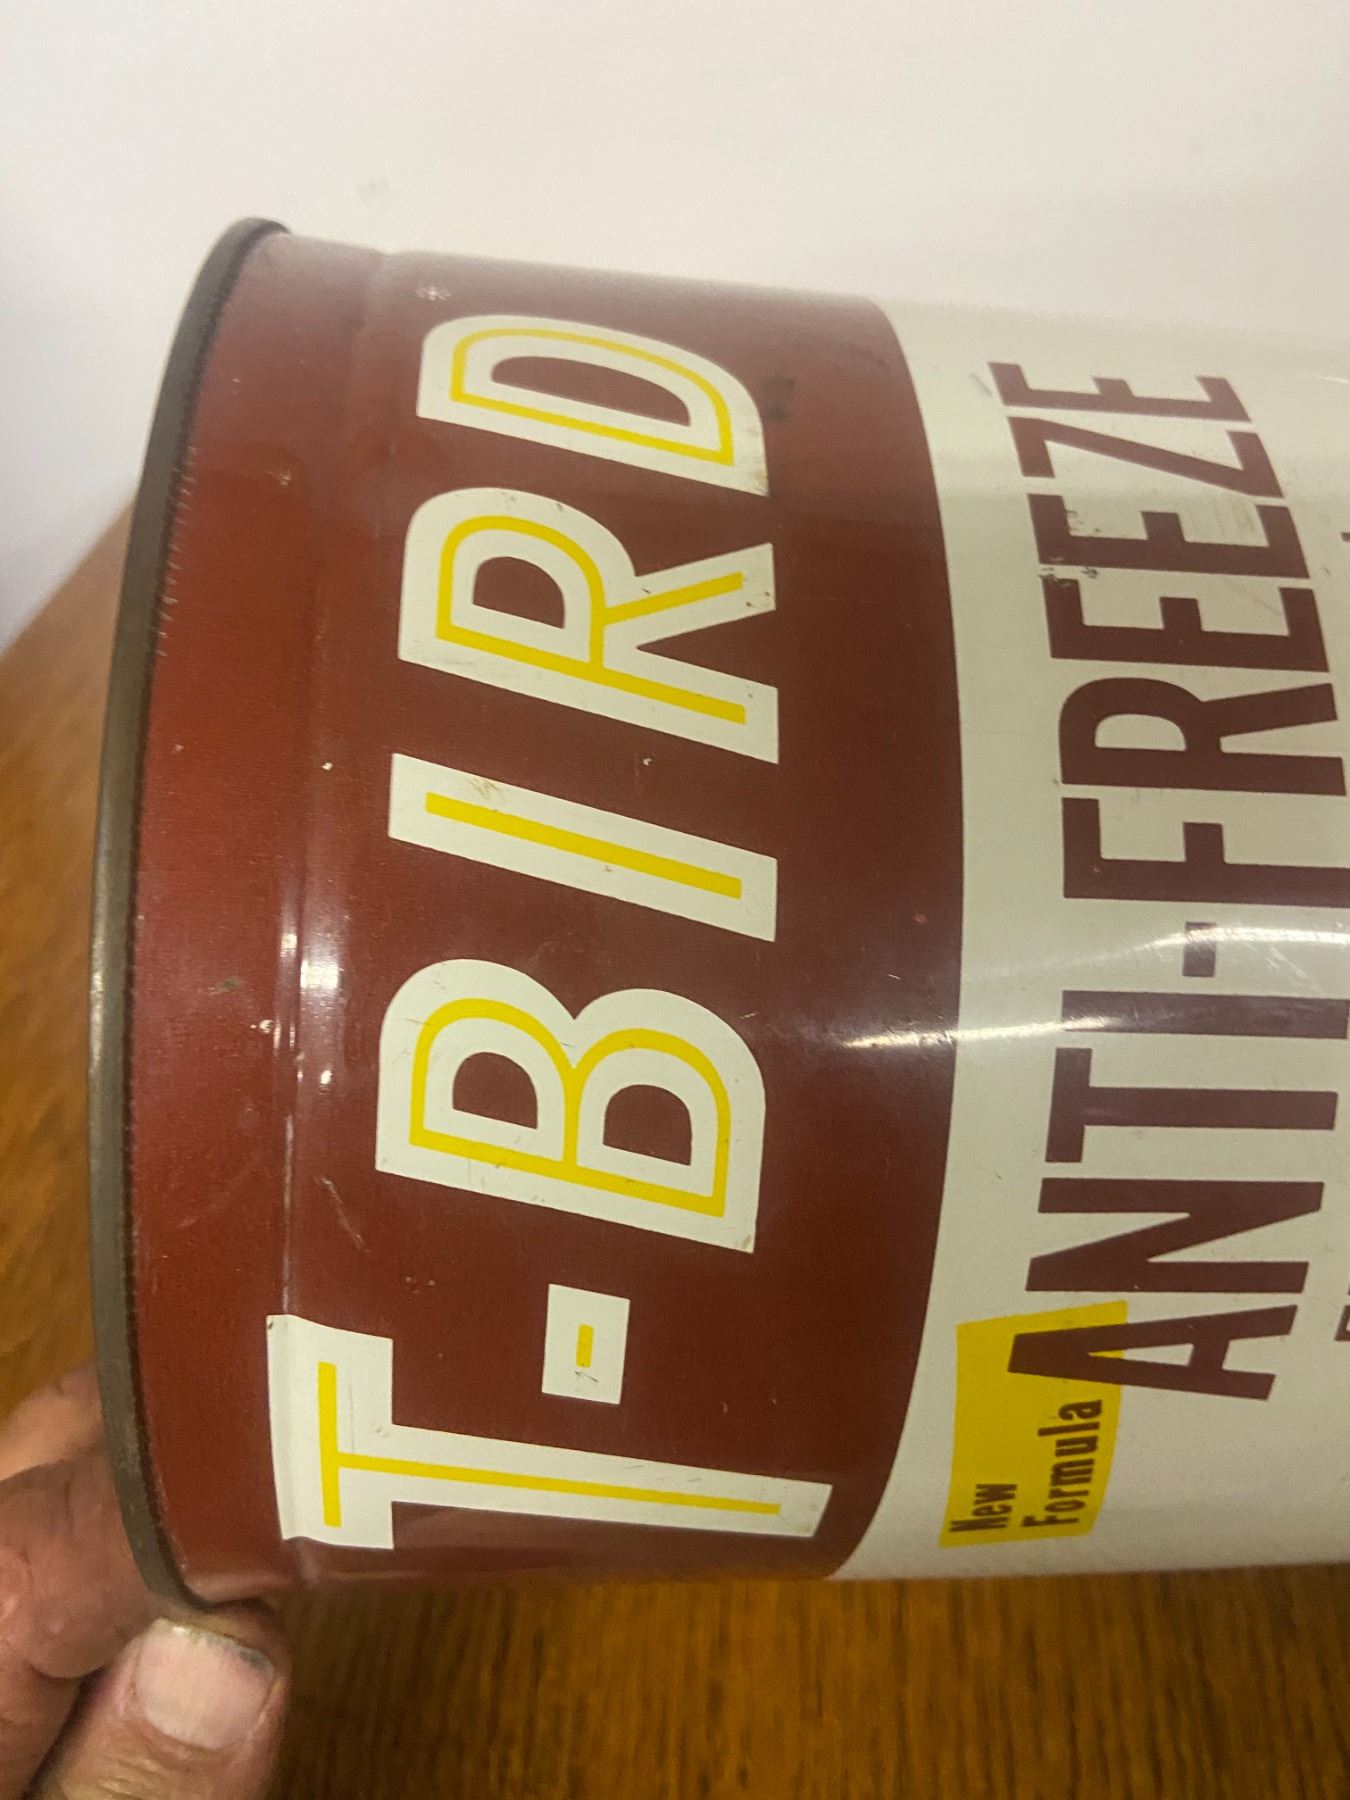 T-BIRD*
New
Formula
ANTI-FREEZE